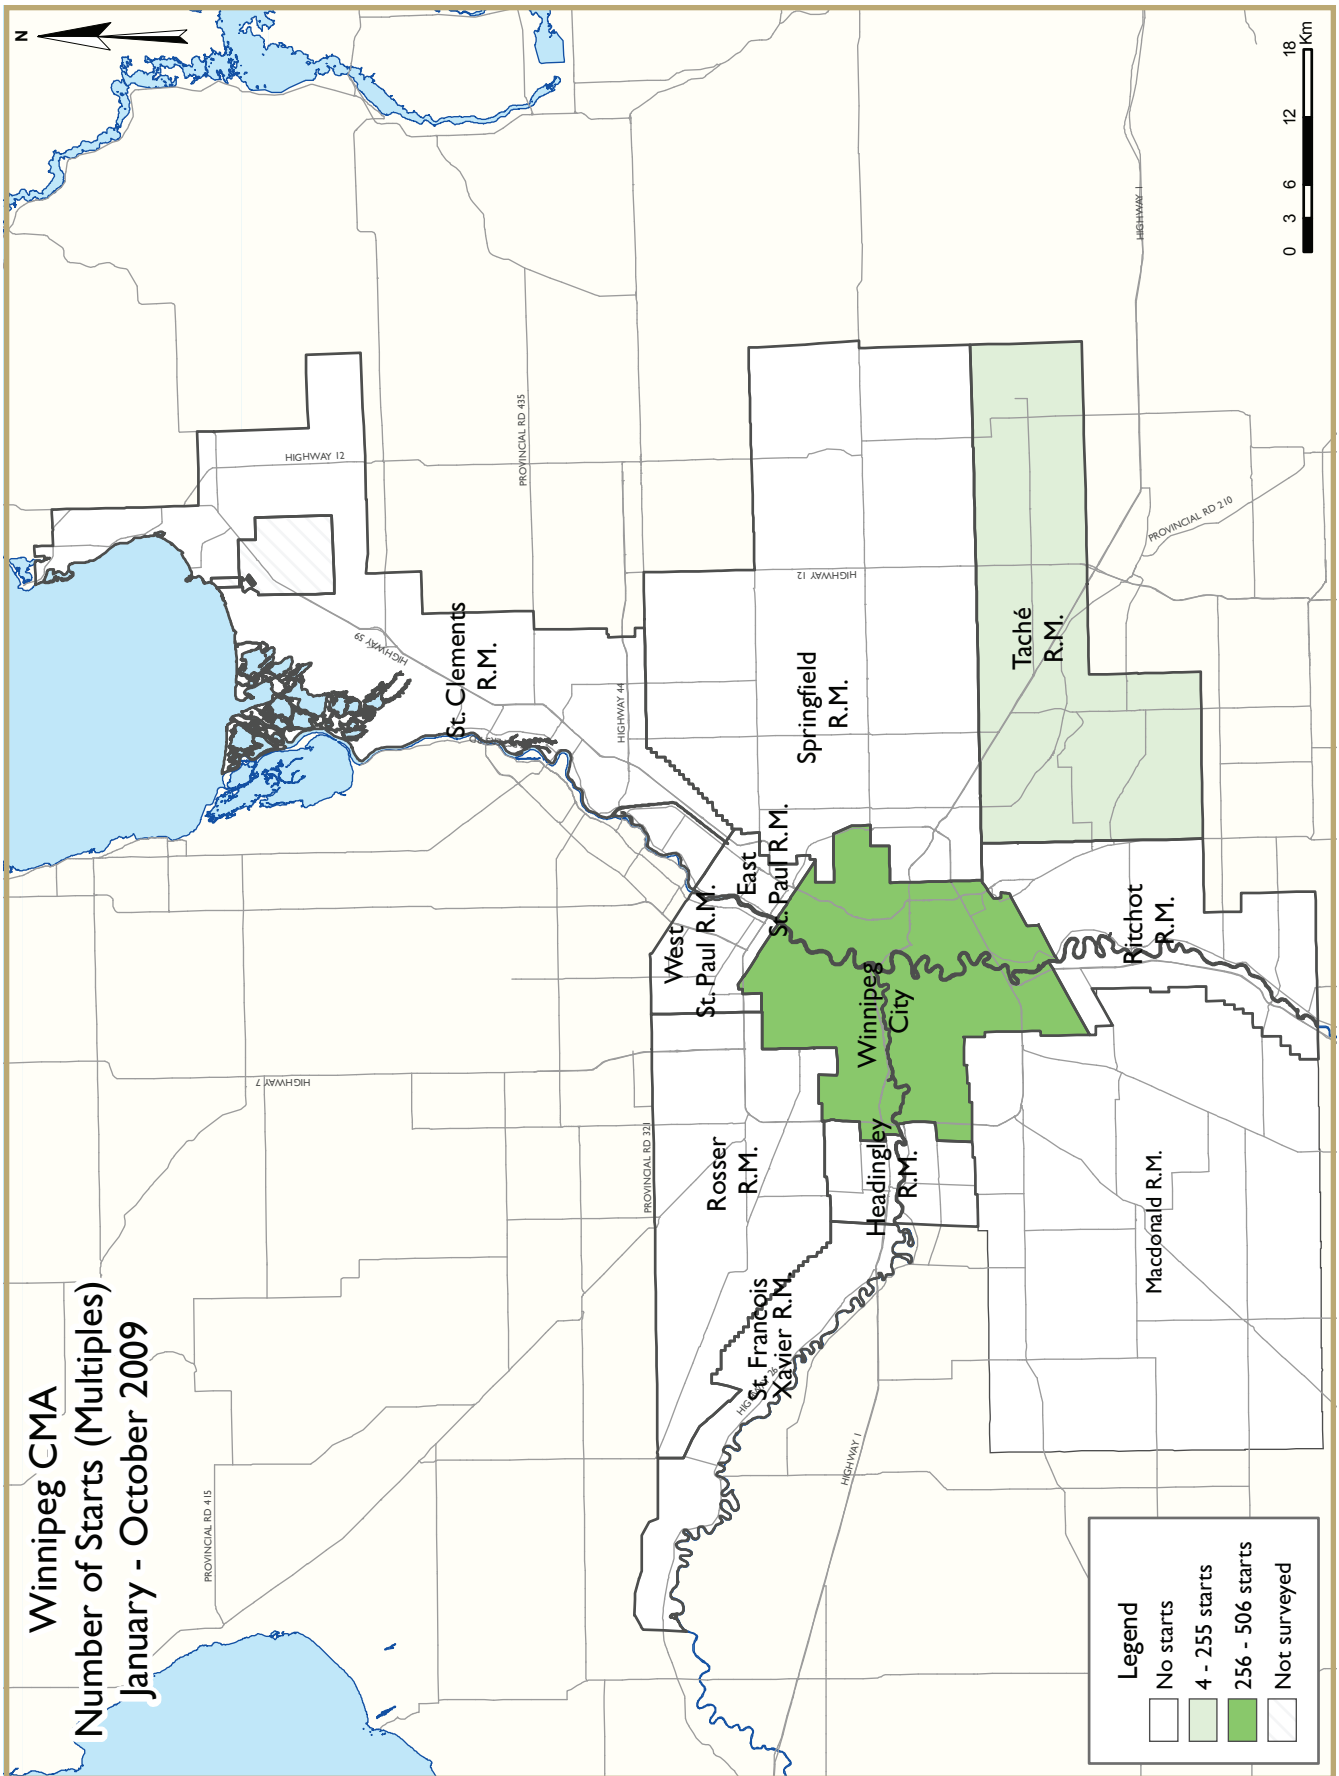 Winnipeg CMA
Number of Starts (Multiples)
January - October 2009
N
PROVINCIAL RD 415
HIGHWAY 7
HIGHWAY 59
HIGHWAY 12
St. Clements
R.M.
PROVINCIAL RD 435
HIGHWAY 44
PROVINCIAL RD 321
West
St. Paul R.M.
East
St. Paul R.M.
Rosser
R.M.
St. Francois
Xavier R.M.
Springfield
R.M.
HIGHWAY 12
Headingley
R.M.
Winnipeg
City
HIGHWAY 1
Taché
R.M.
HIGHWAY 1
PROVINCIAL RD 210
Macdonald R.M.
Ritchot
R.M.
Legend
No starts
4 - 255 starts
256 - 506 starts
Not surveyed
0 3 6 12 18
Km